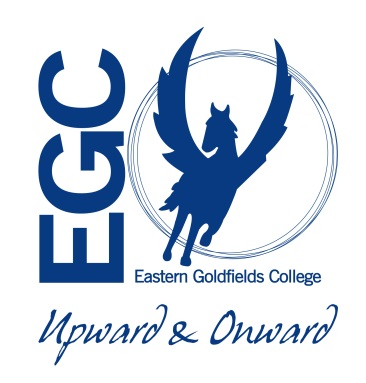 EGC
Eastern Goldfields College
Upward & Onward